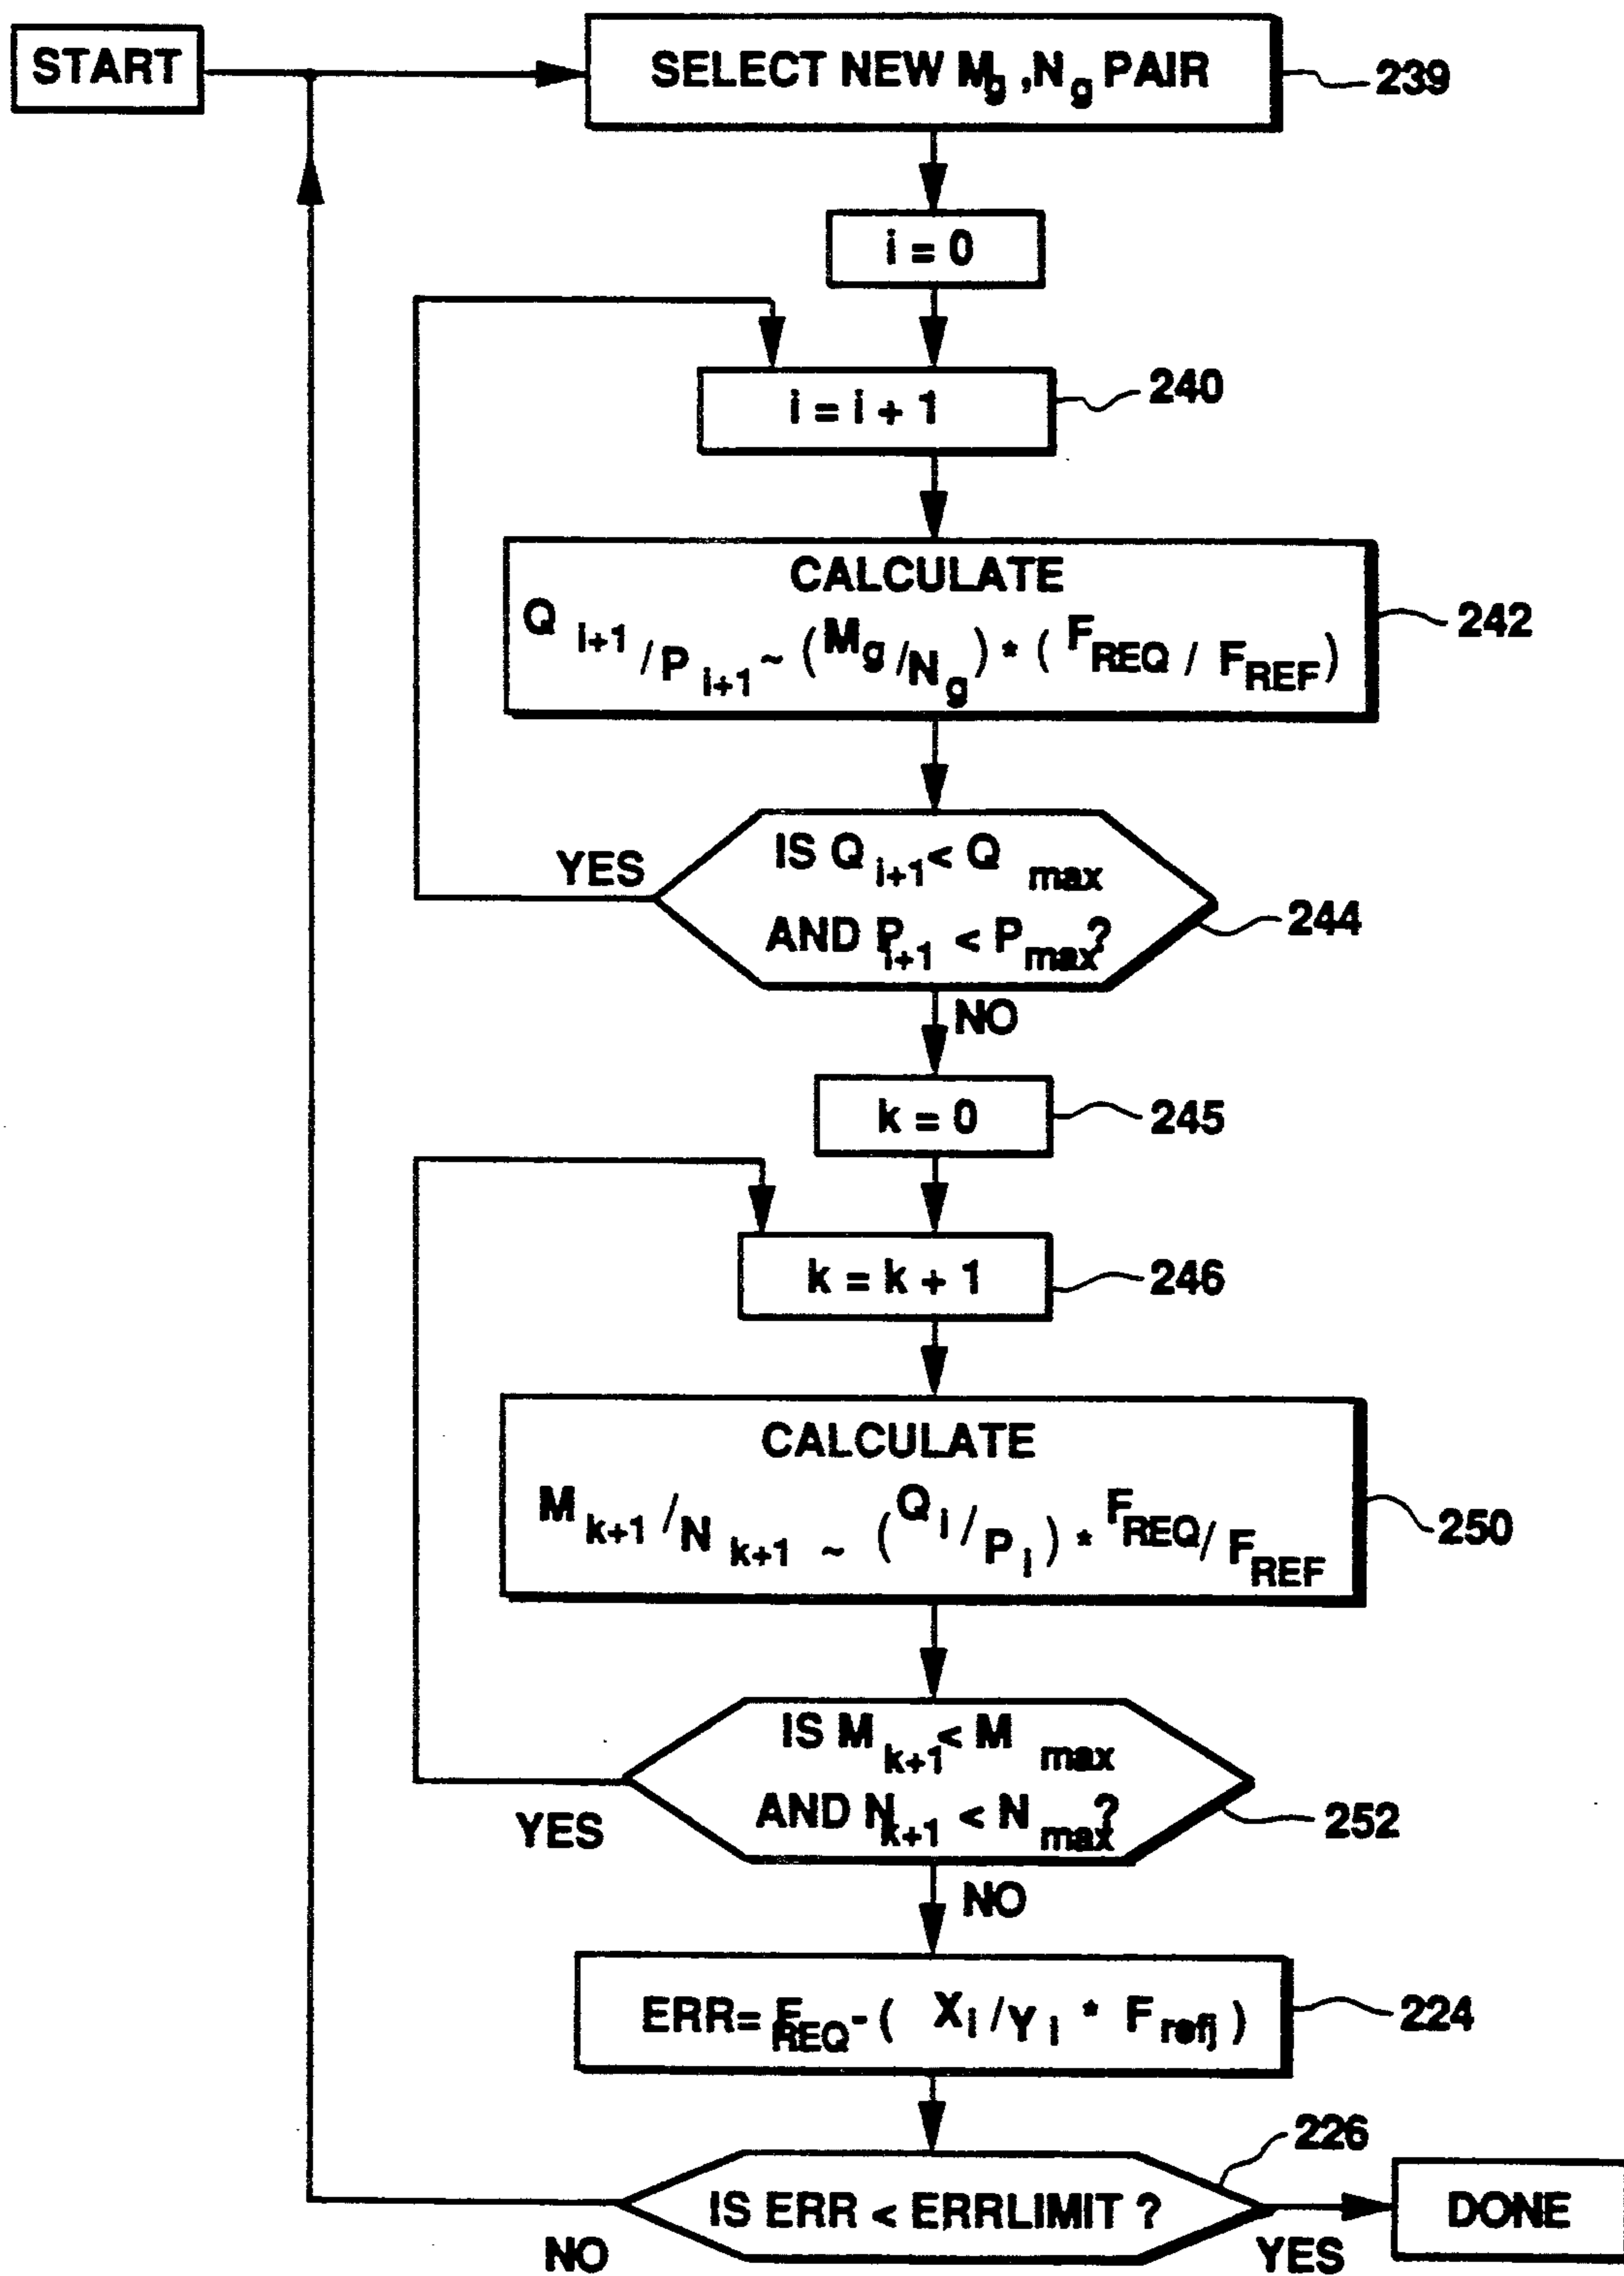 START
SELECT NEW Mg ,Ng PAIR
239
i = 0
i = i + 1
240
CALCULATE
Q i+1 / P i+1 ~ ( Mg / Ng ) * ( FREQ / FREF )
242
YES
IS Q i+1 < Q max
AND P i+1 < P max ?
244
NO
k = 0
245
k = k + 1
246
CALCULATE
M k+1 / N k+1 ~ ( Q i / P i ) * FREQ / FREF
250
IS M k+1 < M max
AND N k+1 < N max ?
YES
252
NO
ERR= FREQ - ( Xi / Yi * Frefj )
224
226
IS ERR < ERRLIMIT ?
NO
YES
DONE